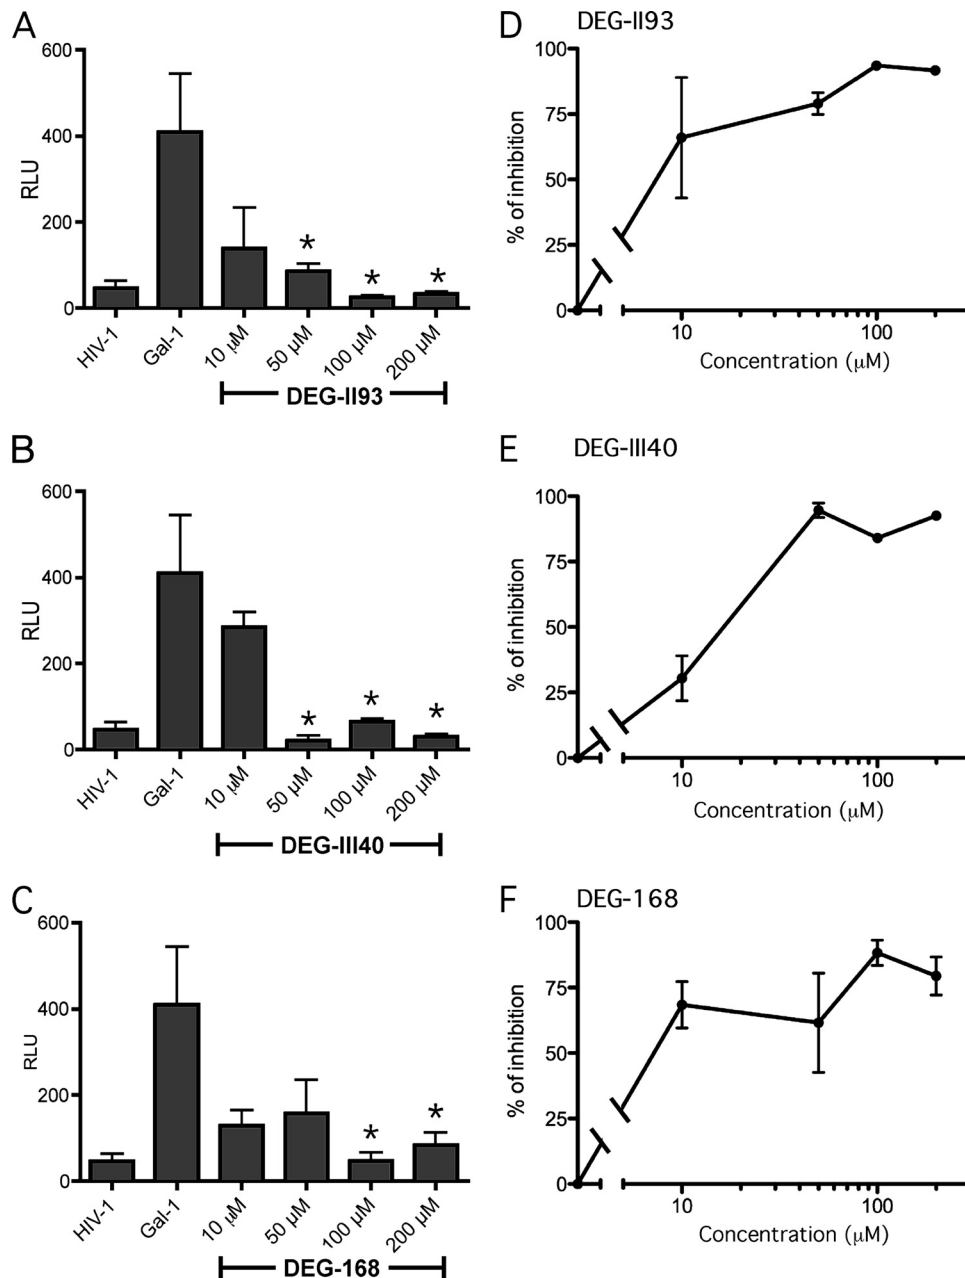 A
600
400
200
0
RLU
*
*
*
HIV-1
Gal-1
10 µM
50 µM
100 µM
200 µM
DEG-II93
D
DEG-II93
100
75
50
25
0
% of inhibition
10
100
Concentration (µM)
B
600
400
200
0
RLU
*
*
*
HIV-1
Gal-1
10 µM
50 µM
100 µM
200 µM
DEG-III40
E
DEG-III40
100
75
50
25
0
% of inhibition
10
100
Concentration (µM)
C
600
400
200
0
RLU
*
*
HIV-1
Gal-1
10 µM
50 µM
100 µM
200 µM
DEG-168
F
DEG-168
100
75
50
25
0
% of inhibition
10
100
Concentration (µM)